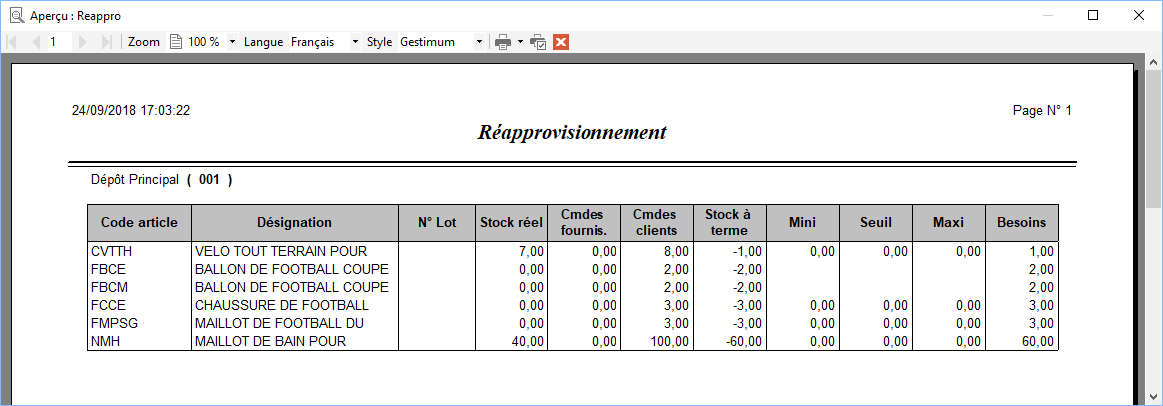 Aperçu : Reappro
1 Zoom 100 % Langue Français Style Gestimum
24/09/2018 17:03:22 Page N° 1
Réapprovisionnement
Dépôt Principal ( 001 )
Code article Désignation N° Lot Stock réel Cmdes fournis. Cmdes clients Stock à terme Mini Seuil Maxi Besoins
CVTTH VELO TOUT TERRAIN POUR 7,00 0,00 8,00 -1,00 0,00 0,00 0,00 1,00
FBCE BALLON DE FOOTBALL COUPE 0,00 0,00 2,00 -2,00 2,00
FBCM BALLON DE FOOTBALL COUPE 0,00 0,00 2,00 -2,00 2,00
FCCE CHAUSSURE DE FOOTBALL 0,00 0,00 3,00 -3,00 0,00 0,00 0,00 3,00
FMPSG MAILLOT DE FOOTBALL DU 0,00 0,00 3,00 -3,00 0,00 0,00 0,00 3,00
NMH MAILLOT DE BAIN POUR 40,00 0,00 100,00 -60,00 0,00 0,00 0,00 60,00